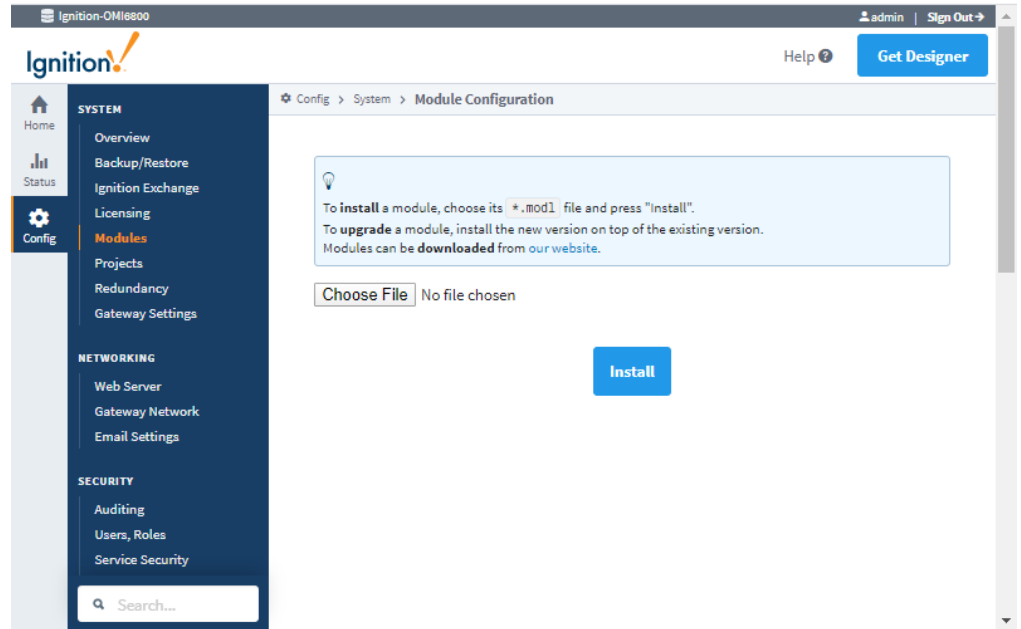 Ignition-OMI6800
admin | Sign Out
Ignition!
Help ?
Get Designer
Home
Status
Config
SYSTEM
Overview
Backup/Restore
Ignition Exchange
Licensing
Modules
Projects
Redundancy
Gateway Settings
NETWORKING
Web Server
Gateway Network
Email Settings
SECURITY
Auditing
Users, Roles
Service Security
Search...
Config > System > Module Configuration
To install a module, choose its *.modl file and press "Install".
To upgrade a module, install the new version on top of the existing version.
Modules can be downloaded from our website.
Choose File No file chosen
Install